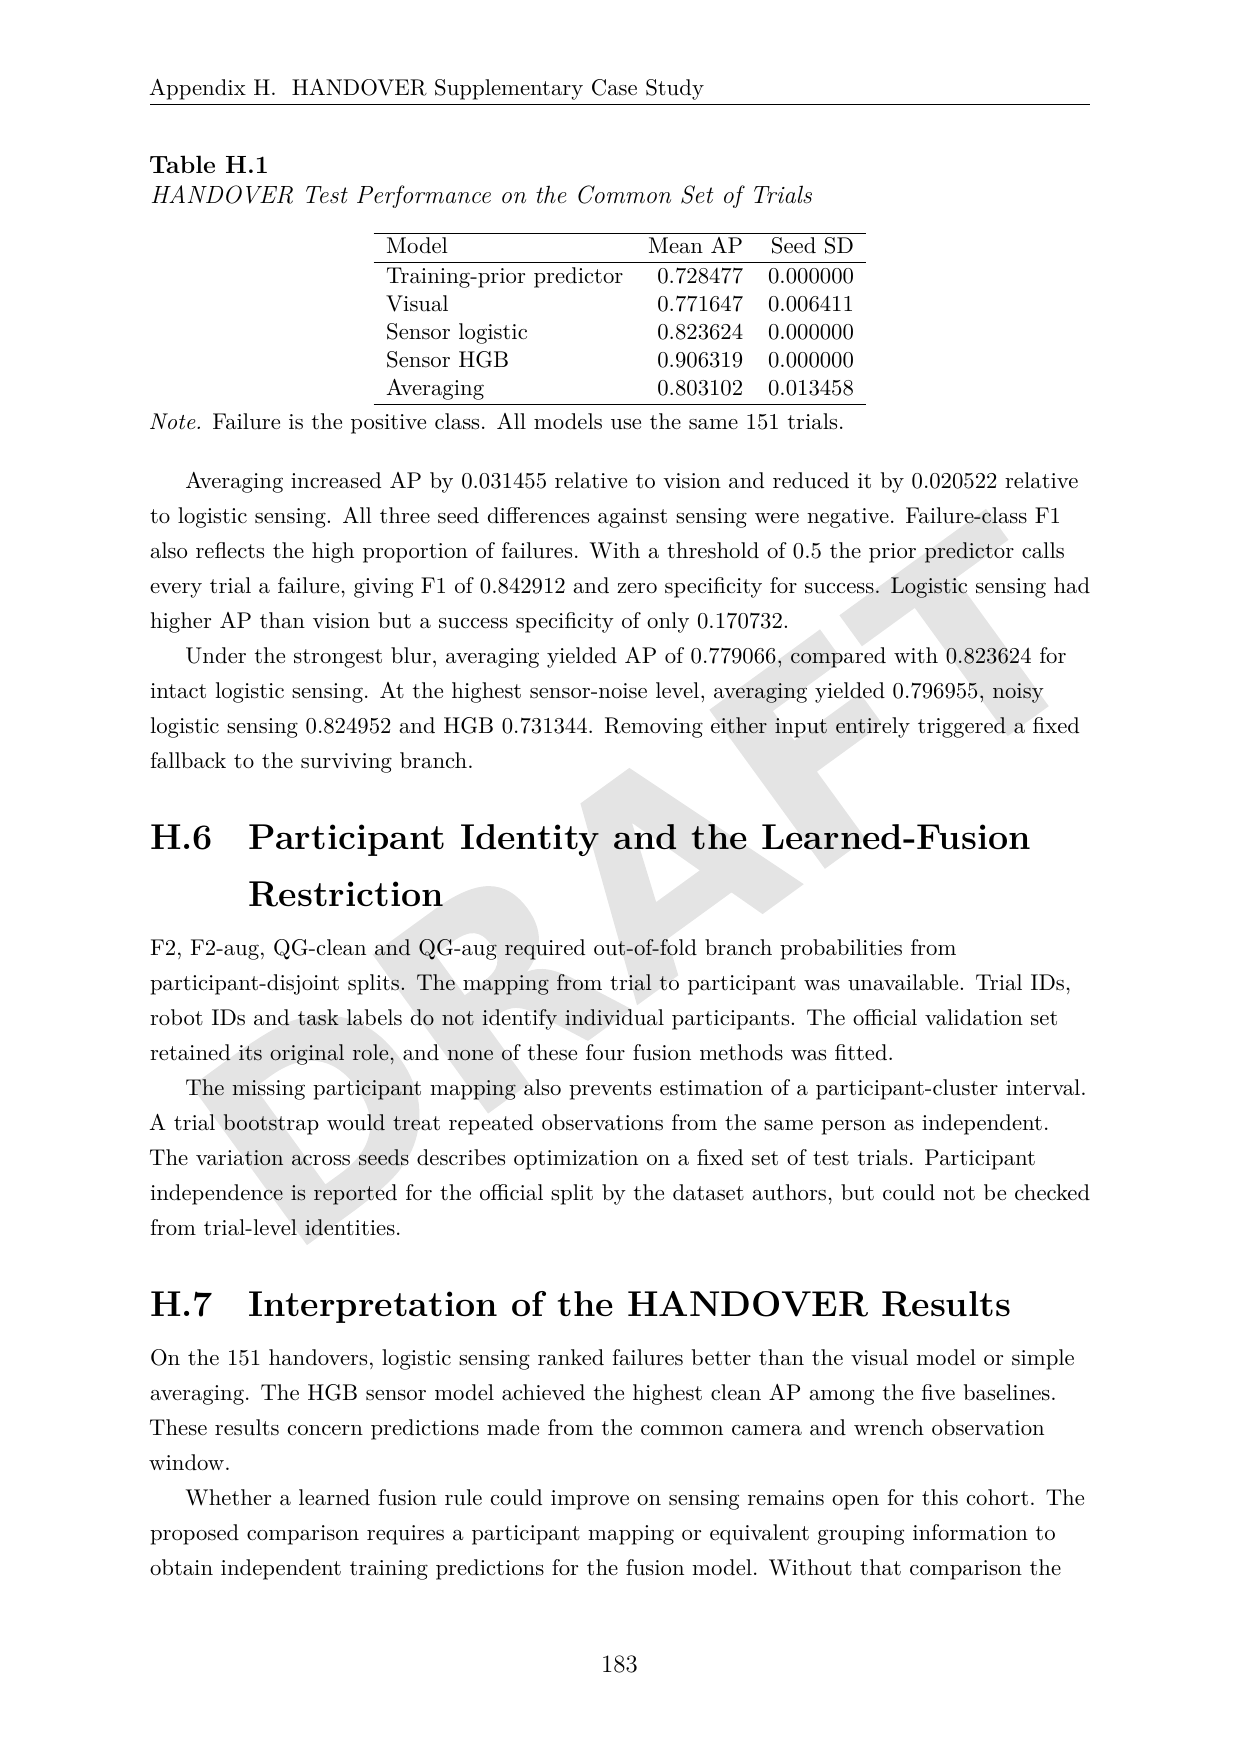 Appendix H. HANDOVER Supplementary Case Study
Table H.1
HANDOVER Test Performance on the Common Set of Trials
Model Mean AP Seed SD
Training-prior predictor 0.728477 0.000000
Visual 0.771647 0.006411
Sensor logistic 0.823624 0.000000
Sensor HGB 0.906319 0.000000
Averaging 0.803102 0.013458
Note. Failure is the positive class. All models use the same 151 trials.
Averaging increased AP by 0.031455 relative to vision and reduced it by 0.020522 relative
to logistic sensing. All three seed differences against sensing were negative. Failure-class F1
also reflects the high proportion of failures. With a threshold of 0.5 the prior predictor calls
every trial a failure, giving F1 of 0.842912 and zero specificity for success. Logistic sensing had
higher AP than vision but a success specificity of only 0.170732.
Under the strongest blur, averaging yielded AP of 0.779066, compared with 0.823624 for
intact logistic sensing. At the highest sensor-noise level, averaging yielded 0.796955, noisy
logistic sensing 0.824952 and HGB 0.731344. Removing either input entirely triggered a fixed
fallback to the surviving branch.
H.6 Participant Identity and the Learned-Fusion
Restriction
F2, F2-aug, QG-clean and QG-aug required out-of-fold branch probabilities from
participant-disjoint splits. The mapping from trial to participant was unavailable. Trial IDs,
robot IDs and task labels do not identify individual participants. The official validation set
retained its original role, and none of these four fusion methods was fitted.
The missing participant mapping also prevents estimation of a participant-cluster interval.
A trial bootstrap would treat repeated observations from the same person as independent.
The variation across seeds describes optimization on a fixed set of test trials. Participant
independence is reported for the official split by the dataset authors, but could not be checked
from trial-level identities.
H.7 Interpretation of the HANDOVER Results
On the 151 handovers, logistic sensing ranked failures better than the visual model or simple
averaging. The HGB sensor model achieved the highest clean AP among the five baselines.
These results concern predictions made from the common camera and wrench observation
window.
Whether a learned fusion rule could improve on sensing remains open for this cohort. The
proposed comparison requires a participant mapping or equivalent grouping information to
obtain independent training predictions for the fusion model. Without that comparison the
183
DRAFT